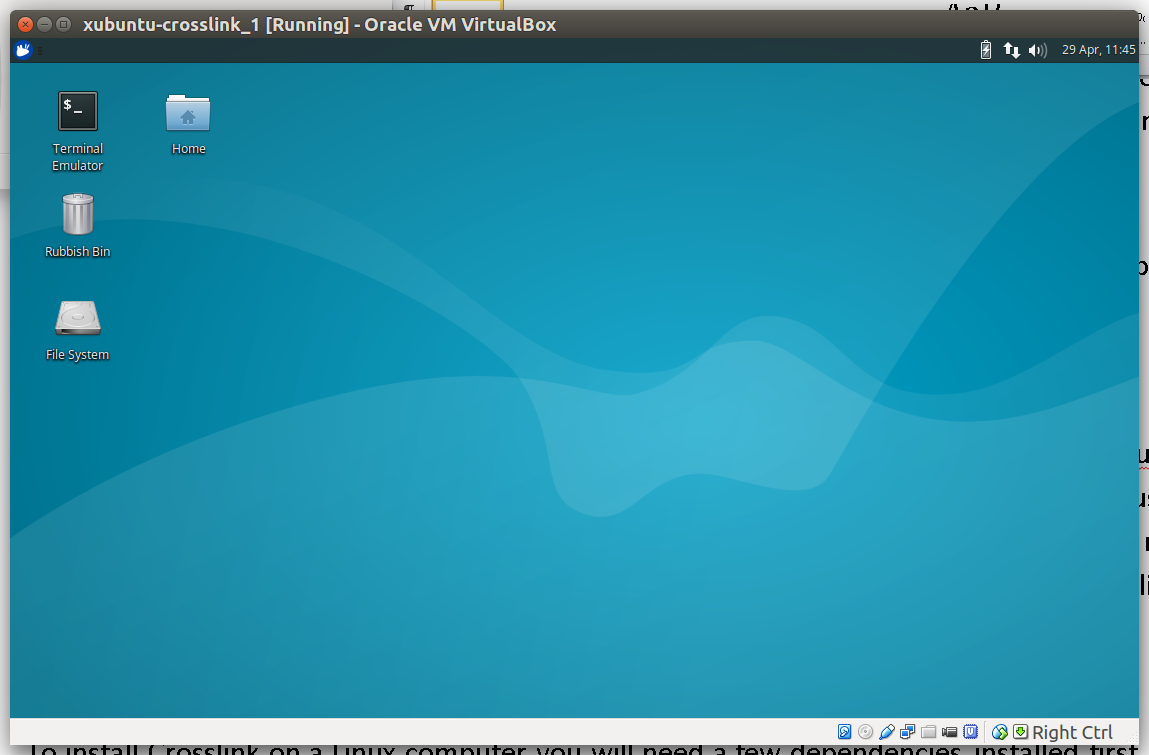 xubuntu-crosslink_1 [Running] - Oracle VM VirtualBox
29 Apr, 11:45
$_
Terminal
Emulator
Home
Rubbish Bin
File System
Right Ctrl
To install Crosslink on a Linux computer you will need a few dependencies installed first